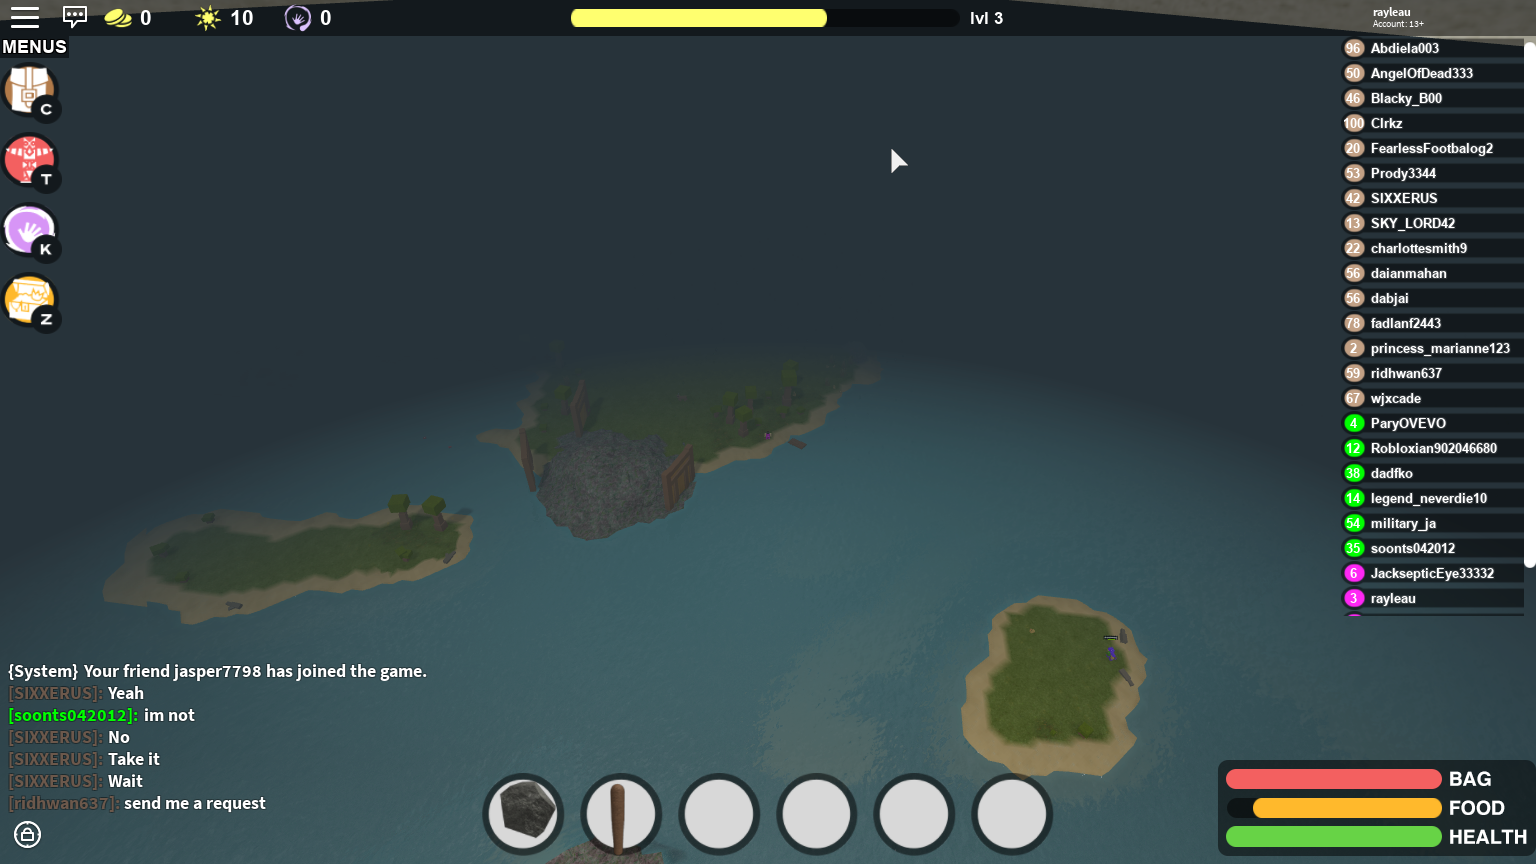 0
10
0
lvl 3
rayleau
Account: 13+
MENUS
C
T
K
Z
96 Abdiela003
50 AngelOfDead333
46 Blacky_B00
100 Clrkz
20 FearlessFootbalog2
53 Prody3344
42 SIXXERUS
13 SKY_LORD42
22 charlottesmith9
56 daianmahan
56 dabjai
78 fadlanf2443
2 princess_marianne123
59 ridhwan637
67 wjxcade
4 ParyOVEVO
12 Robloxian902046680
38 dadfko
14 legend_neverdie10
54 military_ja
35 soonts042012
6 JacksepticEye33332
3 rayleau
{System} Your friend jasper7798 has joined the game.
[SIXXERUS]: Yeah
[soonts042012]: im not
[SIXXERUS]: No
[SIXXERUS]: Take it
[SIXXERUS]: Wait
[ridhwan637]: send me a request
BAG
FOOD
HEALTH